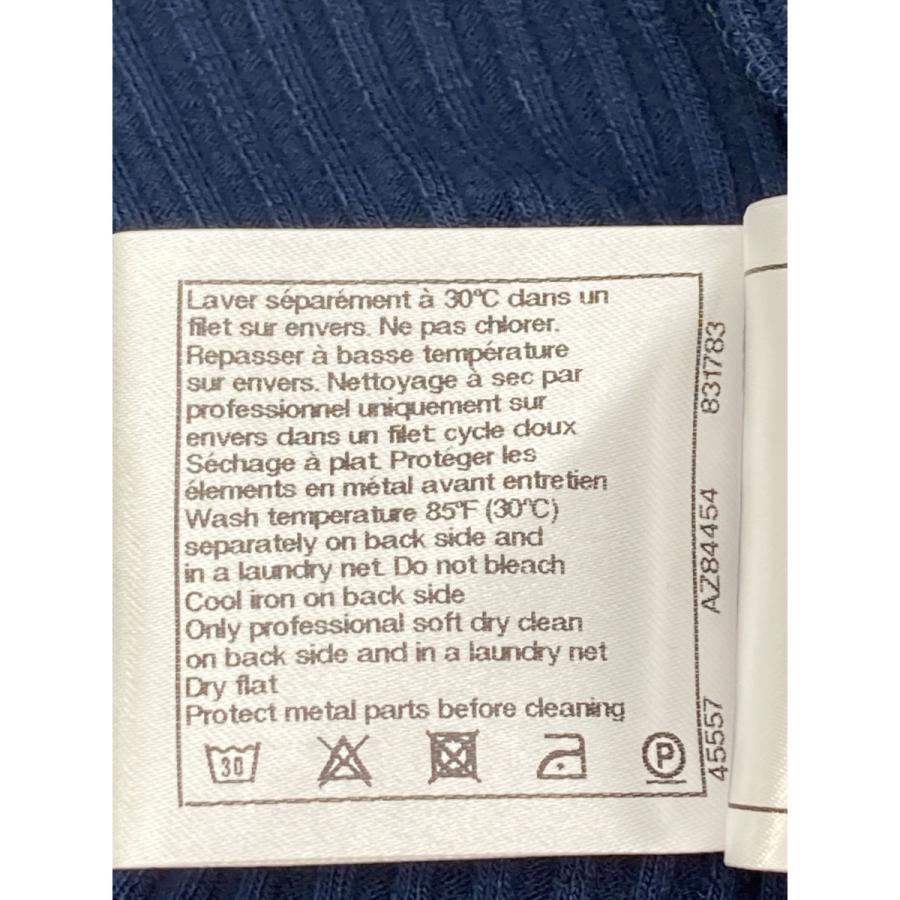 Laver séparément à 30°C dans un
filet sur envers. Ne pas chlorer.
Repasser à basse température
sur envers. Nettoyage à sec par
professionnel uniquement sur
envers dans un filet cycle doux
Séchage à plat. Protéger les
élements en métal avant entretien
Wash temperature 85°F (30°C)
separately on back side and
in a laundry net. Do not bleach
Cool iron on back side
Only professional soft dry clean
on back side and in a laundry net
Dry flat
Protect metal parts before cleaning
30
P
45557 AZ84454 831783